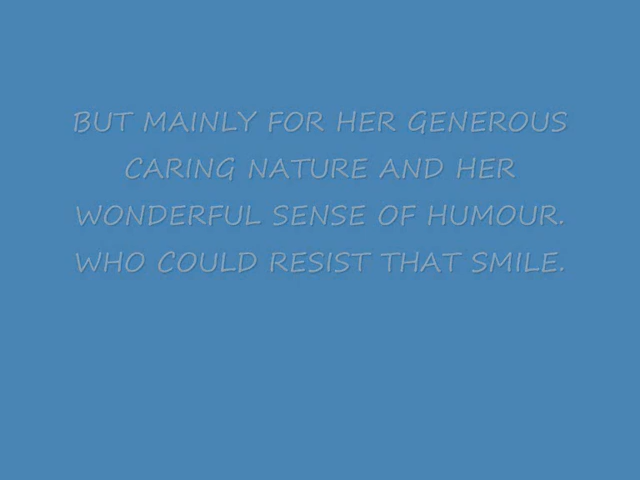 BUT MAINLY FOR HER GENEROUS
CARING NATURE AND HER
WONDERFUL SENSE OF HUMOUR.
WHO COULD RESIST THAT SMILE.